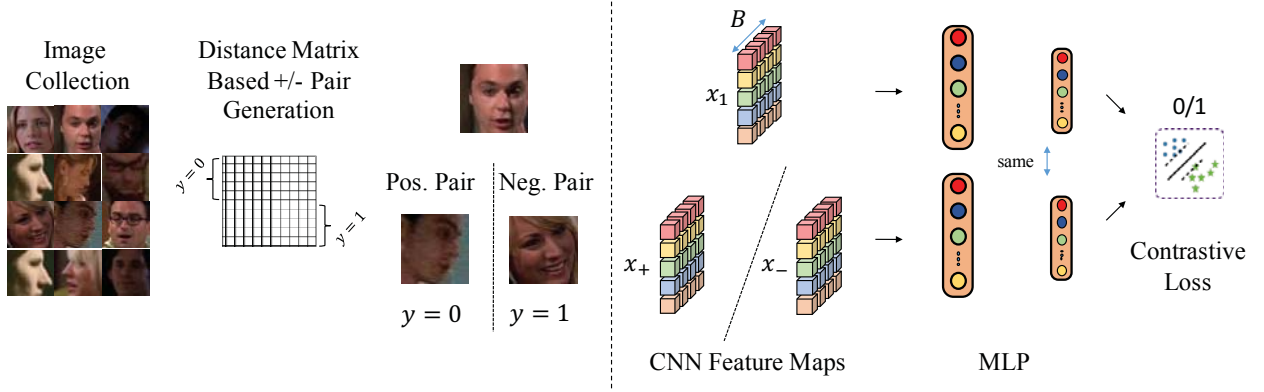 Image
Collection
Distance Matrix
Based +/- Pair
Generation
y = 0
y = 1
Pos. Pair
Neg. Pair
y = 0
y = 1
B
x₁
x₊
x₋
CNN Feature Maps
same
MLP
0/1
Contrastive
Loss